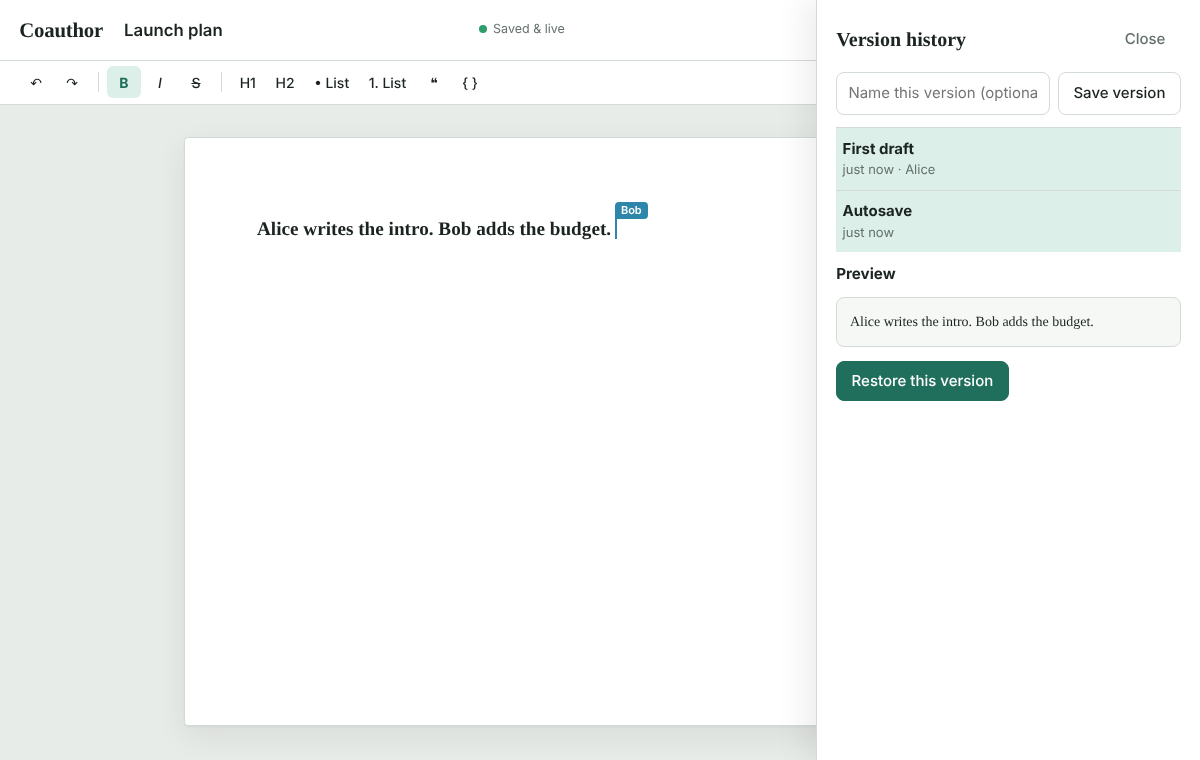 Coauthor Launch plan
Saved & live
Version history
Close
↶ ↷ B I S H1 H2 • List 1. List ❝ { }
Name this version (optiona
Save version
First draft
just now · Alice
Autosave
just now
Bob
Alice writes the intro. Bob adds the budget.
Preview
Alice writes the intro. Bob adds the budget.
Restore this version